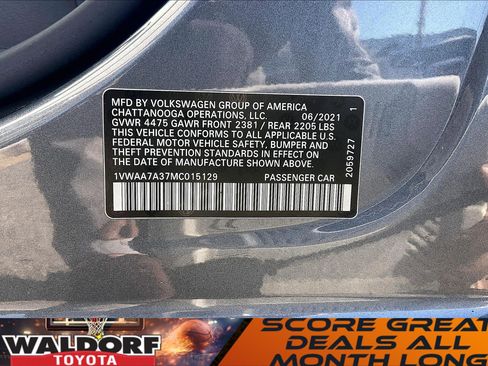 MFD BY VOLKSWAGEN GROUP OF AMERICA
CHATTANOOGA OPERATIONS, LLC. 06/2021 1
GVWR 4475 GAWR FRONT 2381 / REAR 2205 LBS
THIS VEHICLE CONFORMS TO ALL APPLICABLE U.S.
FEDERAL MOTOR VEHICLE SAFETY, BUMPER, AND
THEFT PREVENTION STANDARDS IN EFFECT ON THE
DATE OF MANUFACTURE SHOWN ABOVE.
1VWAA7A37MC015129 PASSENGER CAR
2059727
WALDORF
TOYOTA
SCORE GREAT
DEALS ALL
MONTH LONG